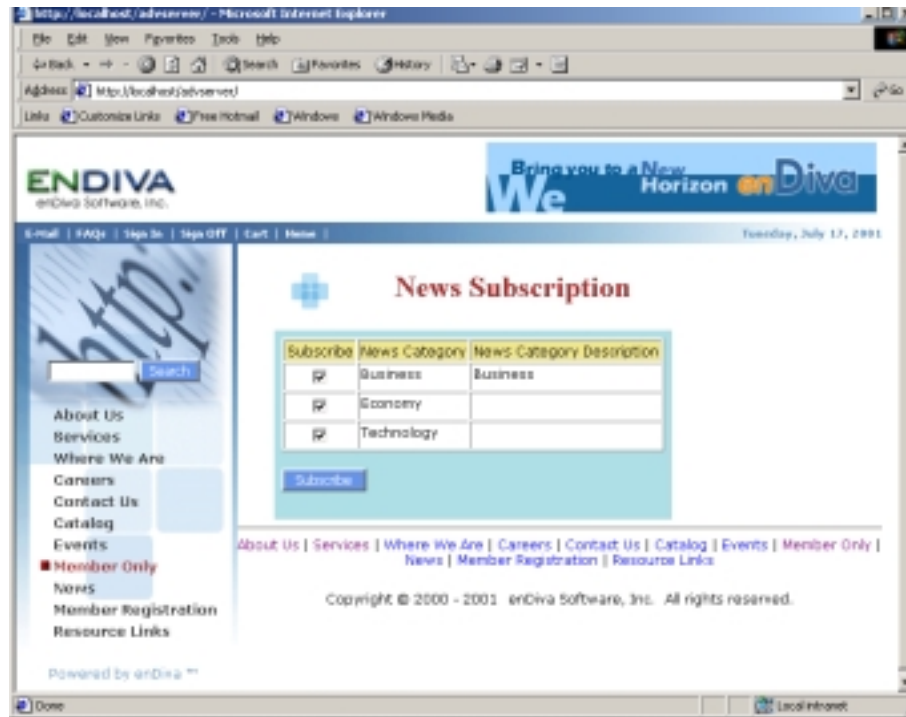 http://localhost/advserver/ - Microsoft Internet Explorer
File Edit View Favorites Tools Help
Back Search Favorites History
Address http://localhost/advserver/ Go
Links Customize Links Free Hotmail Windows Windows Media
ENDIVA
enDiva Software, Inc.
Bring you to a New
We Horizon enDiva
E-Mail | FAQs | Sign In | Sign Off | Cart | Home |
Tuesday, July 17, 2001
http:
Search
News Subscription
Subscribe News Category News Category Description
Business Business
Economy
Technology
Subscribe
About Us
Services
Where We Are
Careers
Contact Us
Catalog
Events
Member Only
News
Member Registration
Resource Links
Powered by enDiva ™
About Us | Services | Where We Are | Careers | Contact Us | Catalog | Events | Member Only |
News | Member Registration | Resource Links
Copyright © 2000 - 2001 enDiva Software, Inc. All rights reserved.
Done
Local intranet